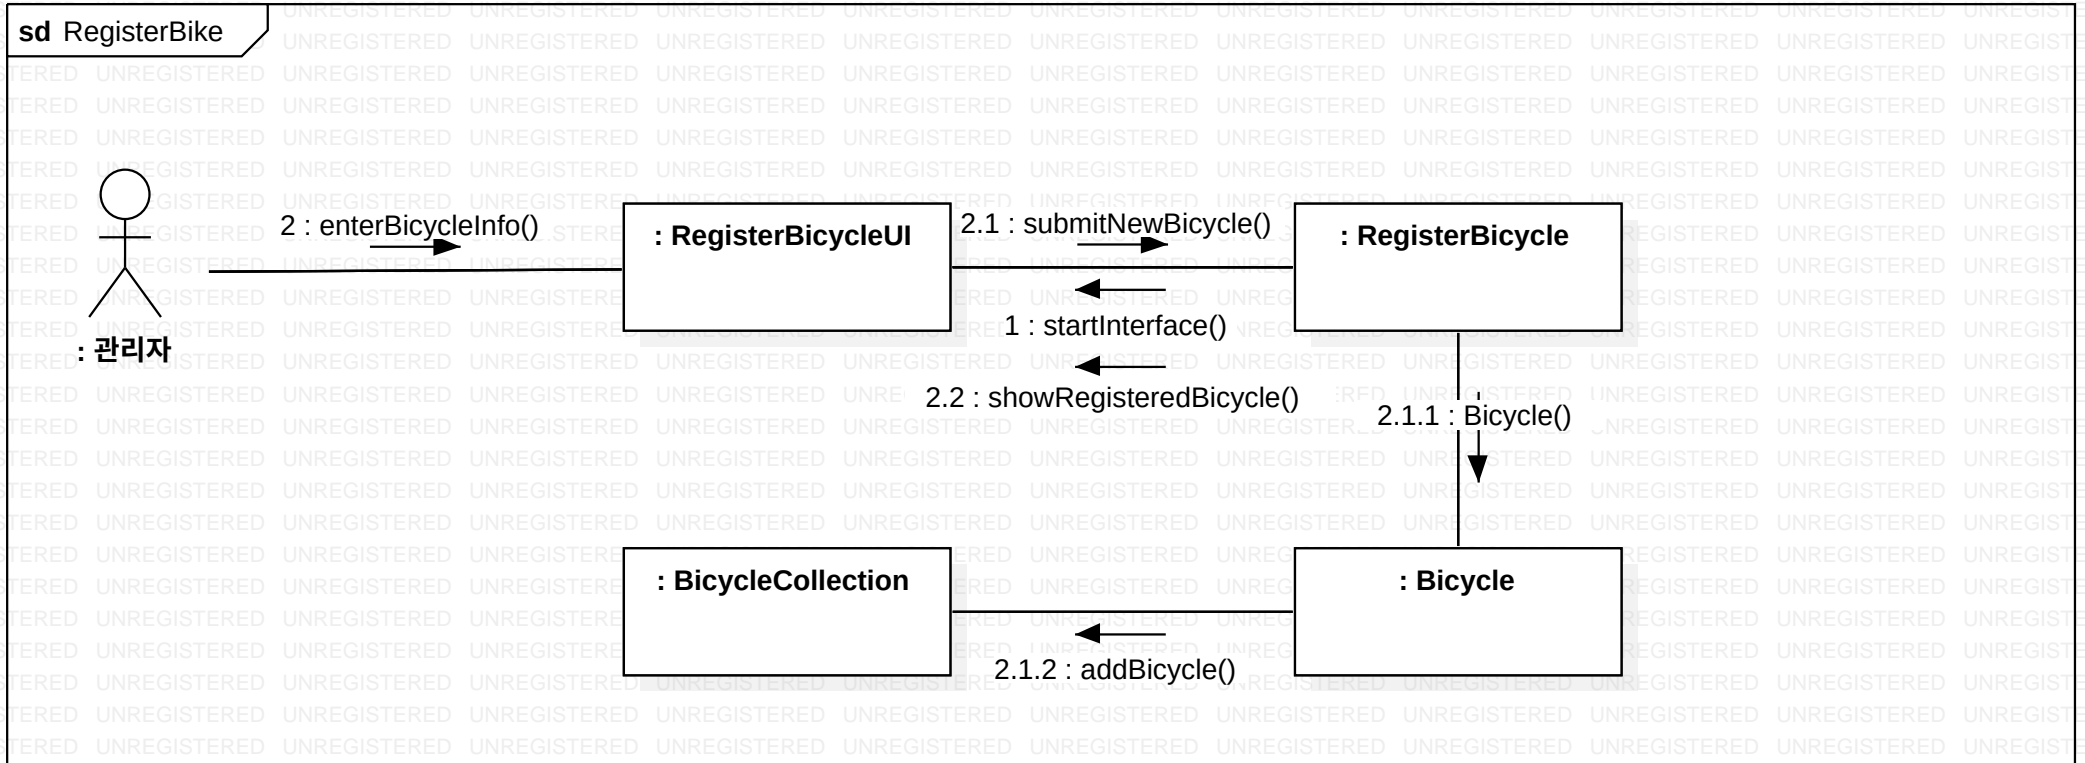 sd RegisterBike
2 : enterBicycleInfo()
: RegisterBicycleUI
2.1 : submitNewBicycle()
: RegisterBicycle
1 : startInterface()
: 관리자
2.2 : showRegisteredBicycle()
2.1.1 : Bicycle()
: BicycleCollection
: Bicycle
2.1.2 : addBicycle()
UNREGISTERED